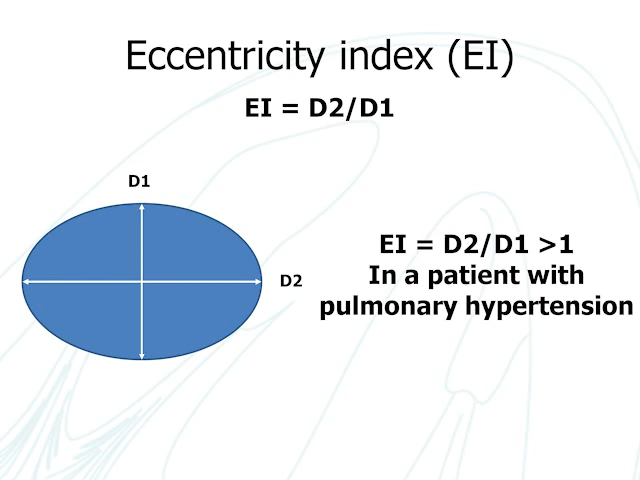 Eccentricity index (EI)
EI = D2/D1
D1
D2
EI = D2/D1 >1
In a patient with
pulmonary hypertension